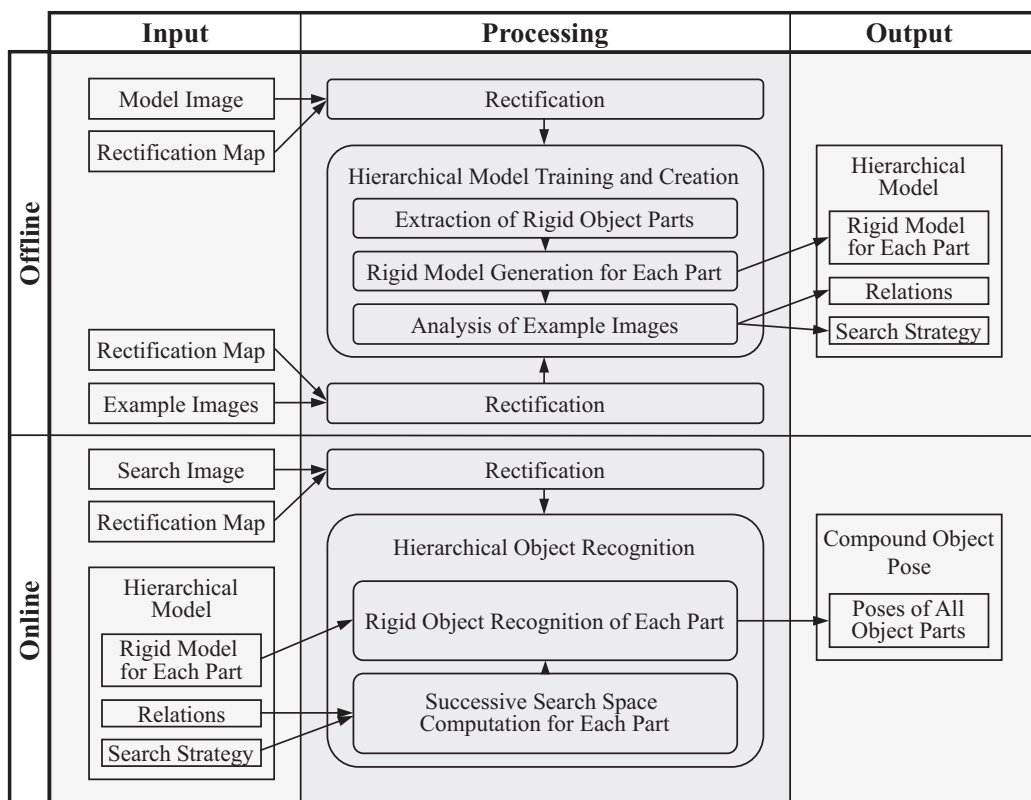 Input
Processing
Output
Offline
Model Image
Rectification Map
Rectification
Hierarchical Model Training and Creation
Extraction of Rigid Object Parts
Rigid Model Generation for Each Part
Analysis of Example Images
Hierarchical
Model
Rigid Model
for Each Part
Relations
Search Strategy
Rectification Map
Example Images
Rectification
Online
Search Image
Rectification Map
Rectification
Hierarchical
Model
Rigid Model
for Each Part
Relations
Search Strategy
Hierarchical Object Recognition
Rigid Object Recognition of Each Part
Successive Search Space
Computation for Each Part
Compound Object
Pose
Poses of All
Object Parts